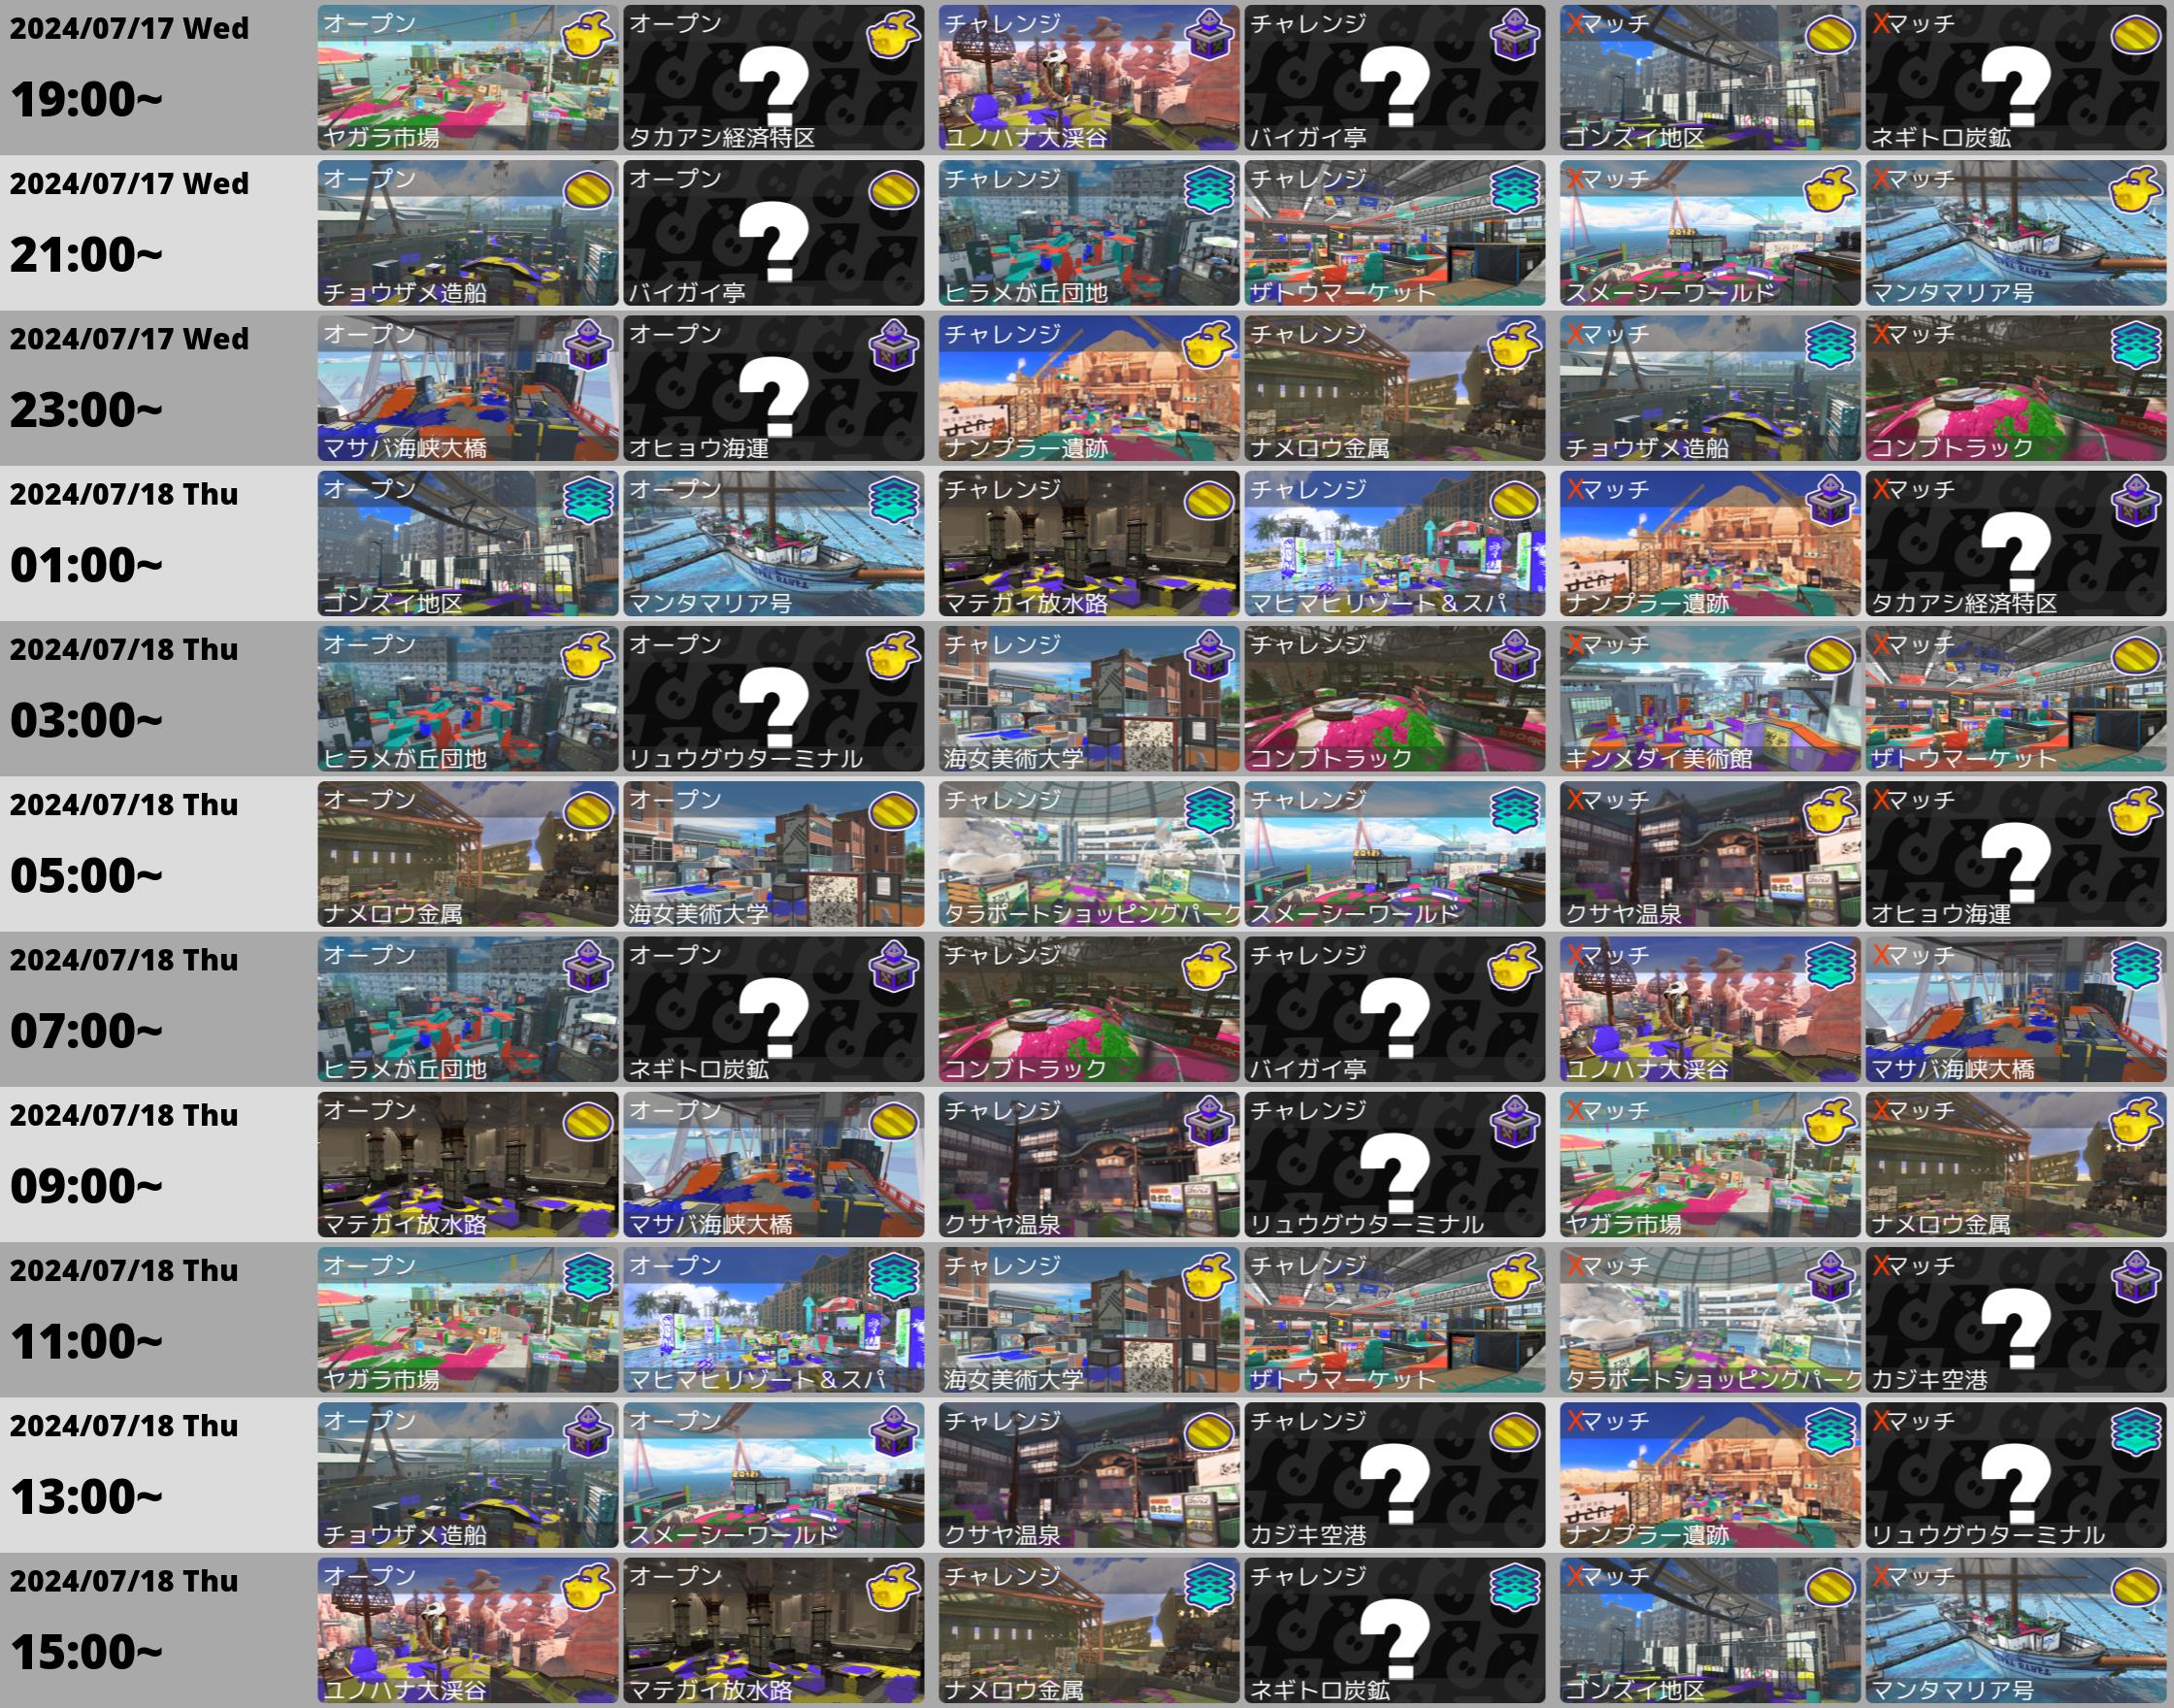 2024/07/17 Wed
19:00~
オープン
ヤガラ市場
オープン
タカアシ経済特区
チャレンジ
ユノハナ大渓谷
チャレンジ
バイガイ亭
Xマッチ
ゴンズイ地区
Xマッチ
ネギトロ炭鉱
2024/07/17 Wed
21:00~
オープン
チョウザメ造船
オープン
バイガイ亭
チャレンジ
ヒラメが丘団地
チャレンジ
ザトウマーケット
Xマッチ
スメーシーワールド
Xマッチ
マンタマリア号
2024/07/17 Wed
23:00~
オープン
マサバ海峡大橋
オープン
オヒョウ海運
チャレンジ
ナンプラー遺跡
チャレンジ
ナメロウ金属
Xマッチ
チョウザメ造船
Xマッチ
コンブトラック
2024/07/18 Thu
01:00~
オープン
ゴンズイ地区
オープン
マンタマリア号
チャレンジ
マテガイ放水路
チャレンジ
マヒマヒリゾート＆スパ
Xマッチ
ナンプラー遺跡
Xマッチ
タカアシ経済特区
2024/07/18 Thu
03:00~
オープン
ヒラメが丘団地
オープン
リュウグウターミナル
チャレンジ
海女美術大学
チャレンジ
コンブトラック
Xマッチ
キンメダイ美術館
Xマッチ
ザトウマーケット
2024/07/18 Thu
05:00~
オープン
ナメロウ金属
オープン
海女美術大学
チャレンジ
タラポートショッピングパーク
チャレンジ
スメーシーワールド
Xマッチ
クサヤ温泉
Xマッチ
オヒョウ海運
2024/07/18 Thu
07:00~
オープン
ヒラメが丘団地
オープン
ネギトロ炭鉱
チャレンジ
コンブトラック
チャレンジ
バイガイ亭
Xマッチ
ユノハナ大渓谷
Xマッチ
マサバ海峡大橋
2024/07/18 Thu
09:00~
オープン
マテガイ放水路
オープン
マサバ海峡大橋
チャレンジ
クサヤ温泉
チャレンジ
リュウグウターミナル
Xマッチ
ヤガラ市場
Xマッチ
ナメロウ金属
2024/07/18 Thu
11:00~
オープン
ヤガラ市場
オープン
マヒマヒリゾート＆スパ
チャレンジ
海女美術大学
チャレンジ
ザトウマーケット
Xマッチ
タラポートショッピングパーク
Xマッチ
カジキ空港
2024/07/18 Thu
13:00~
オープン
チョウザメ造船
オープン
スメーシーワールド
チャレンジ
クサヤ温泉
チャレンジ
カジキ空港
Xマッチ
ナンプラー遺跡
Xマッチ
リュウグウターミナル
2024/07/18 Thu
15:00~
オープン
ユノハナ大渓谷
オープン
マテガイ放水路
チャレンジ
ナメロウ金属
チャレンジ
ネギトロ炭鉱
Xマッチ
ゴンズイ地区
Xマッチ
マンタマリア号